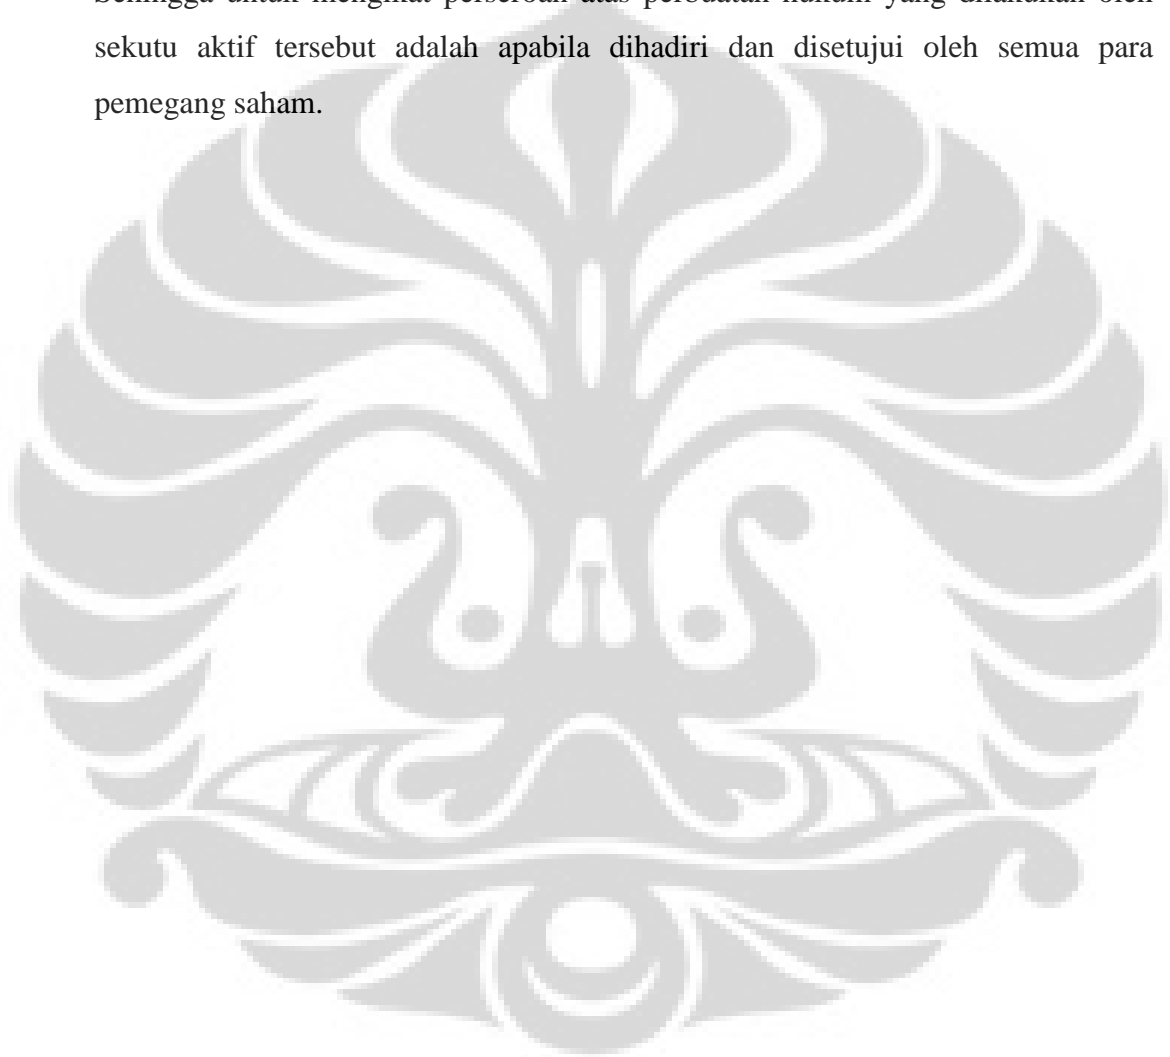 Sehingga untuk mengikat perseroan atas perbuatan hukum yang dilakukan oleh
sekutu aktif tersebut adalah apabila dihadiri dan disetujui oleh semua para
pemegang saham.